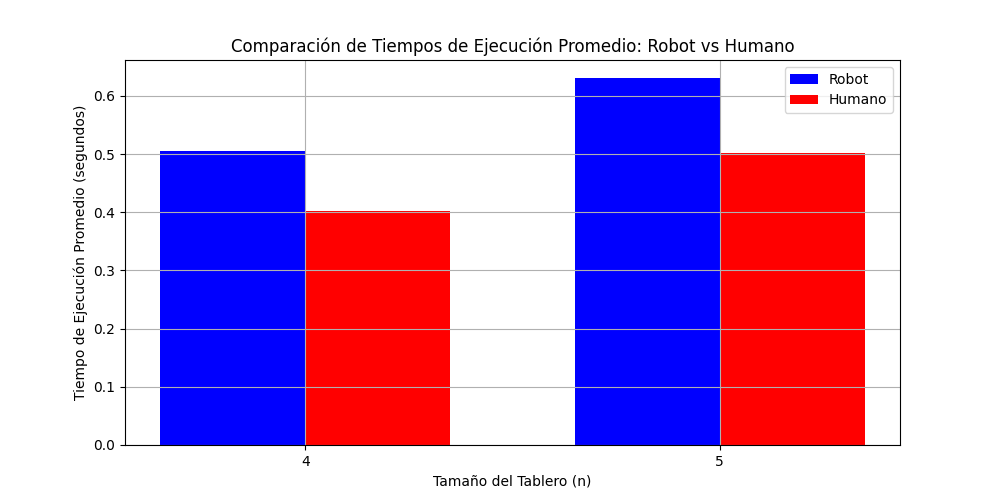 Comparación de Tiempos de Ejecución Promedio: Robot vs Humano
Robot
Humano
Tiempo de Ejecución Promedio (segundos)
0.6
0.5
0.4
0.3
0.2
0.1
0.0
4
5
Tamaño del Tablero (n)